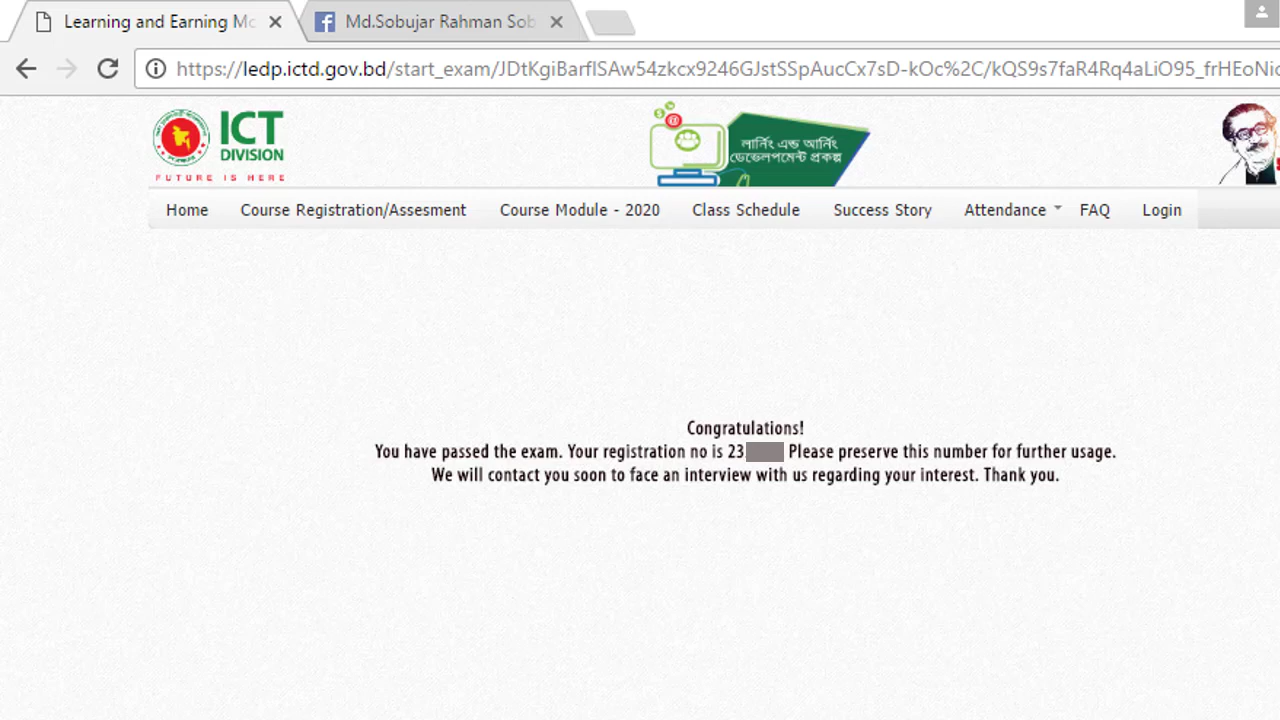 Learning and Earning Mo
Md.Sobujar Rahman Sob
https://ledp.ictd.gov.bd/start_exam/JDtKgiBarflSAw54zkcx9246GJstSSpAucCx7sD-kOc%2C/kQS9s7faR4Rq4aLiO95_frHEoNic
ICT
DIVISION
FUTURE IS HERE
লার্নিং এন্ড আর্নিং
ডেভেলপমেন্ট প্রকল্প
Home Course Registration/Assesment Course Module - 2020 Class Schedule Success Story Attendance FAQ Login
Congratulations!
You have passed the exam. Your registration no is 23 Please preserve this number for further usage.
We will contact you soon to face an interview with us regarding your interest. Thank you.